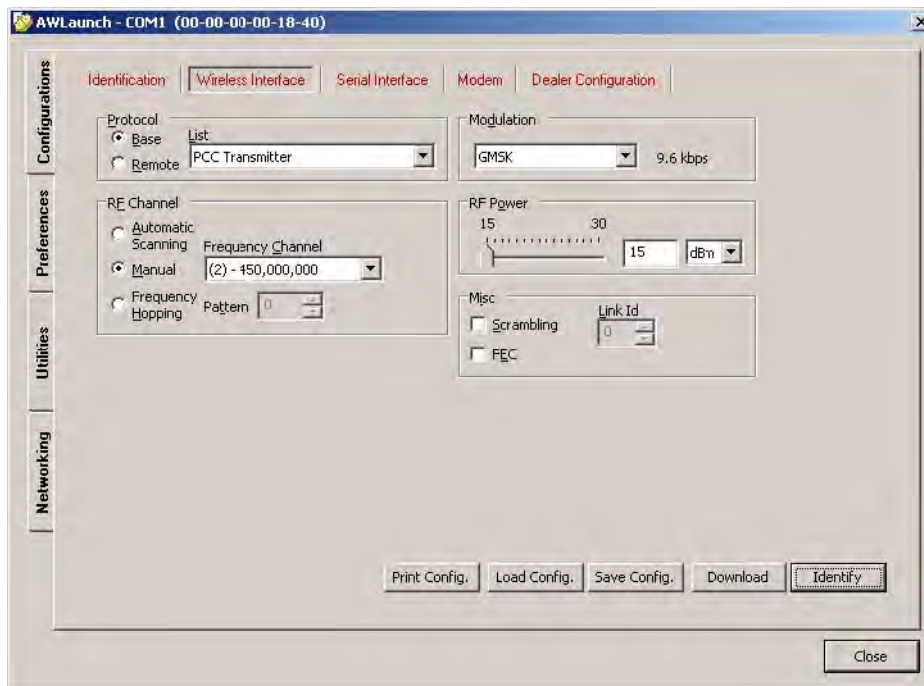 AWLaunch - COM1 (00-00-00-00-18-40)
Configurations
Preferences
Utilities
Networking
Identification
Wireless Interface
Serial Interface
Modem
Dealer Configuration
Protocol
Base
Remote
List
PCC Transmitter
Modulation
GMSK
9.6 kbps
RF Channel
Automatic
Scanning
Manual
Frequency
Hopping
Frequency Channel
(2) - 450,000,000
Pattern
0
RF Power
15
30
15
dBm
Misc
Scrambling
FEC
Link Id
0
Print Config.
Load Config.
Save Config.
Download
Identify
Close